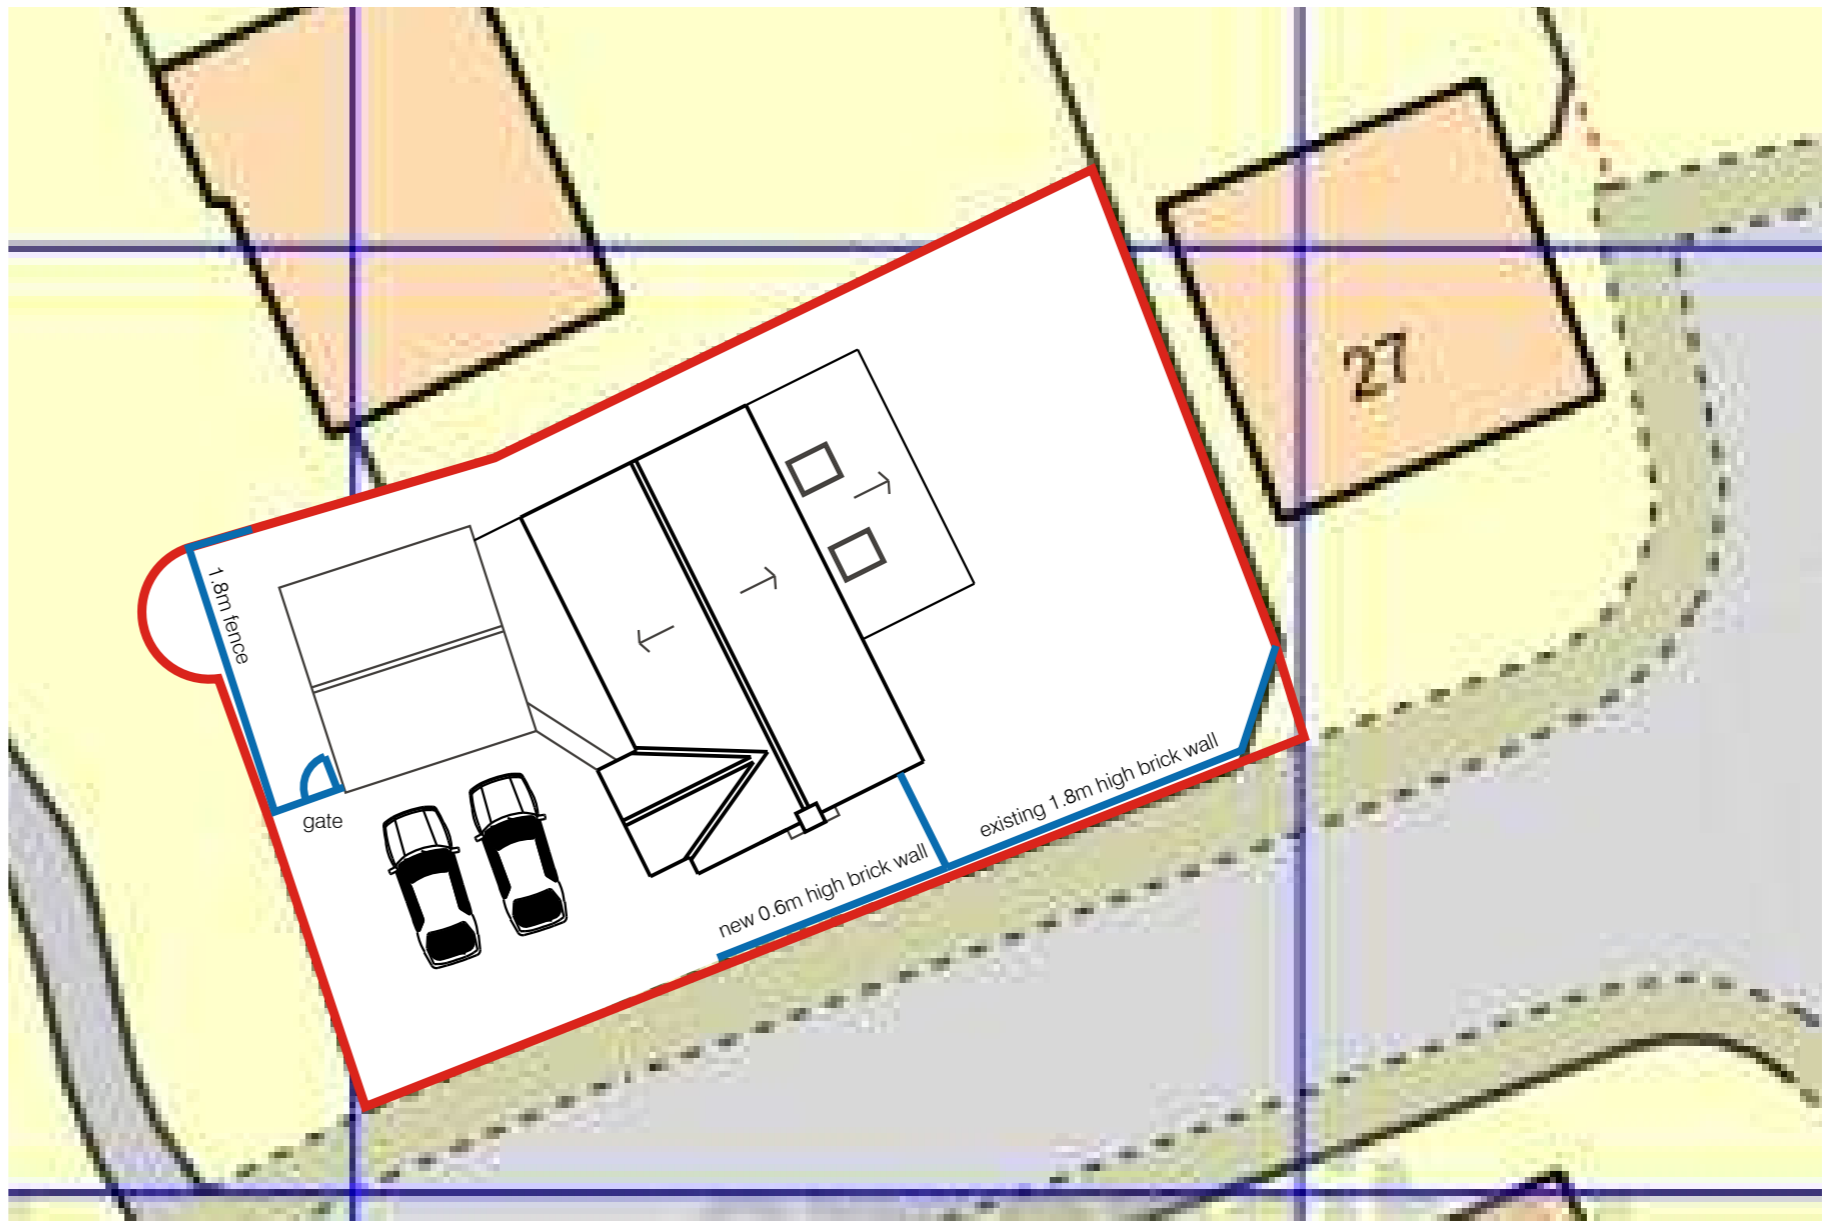 27
1.8m fence
gate
existing 1.8m high brick wall
new 0.6m high brick wall